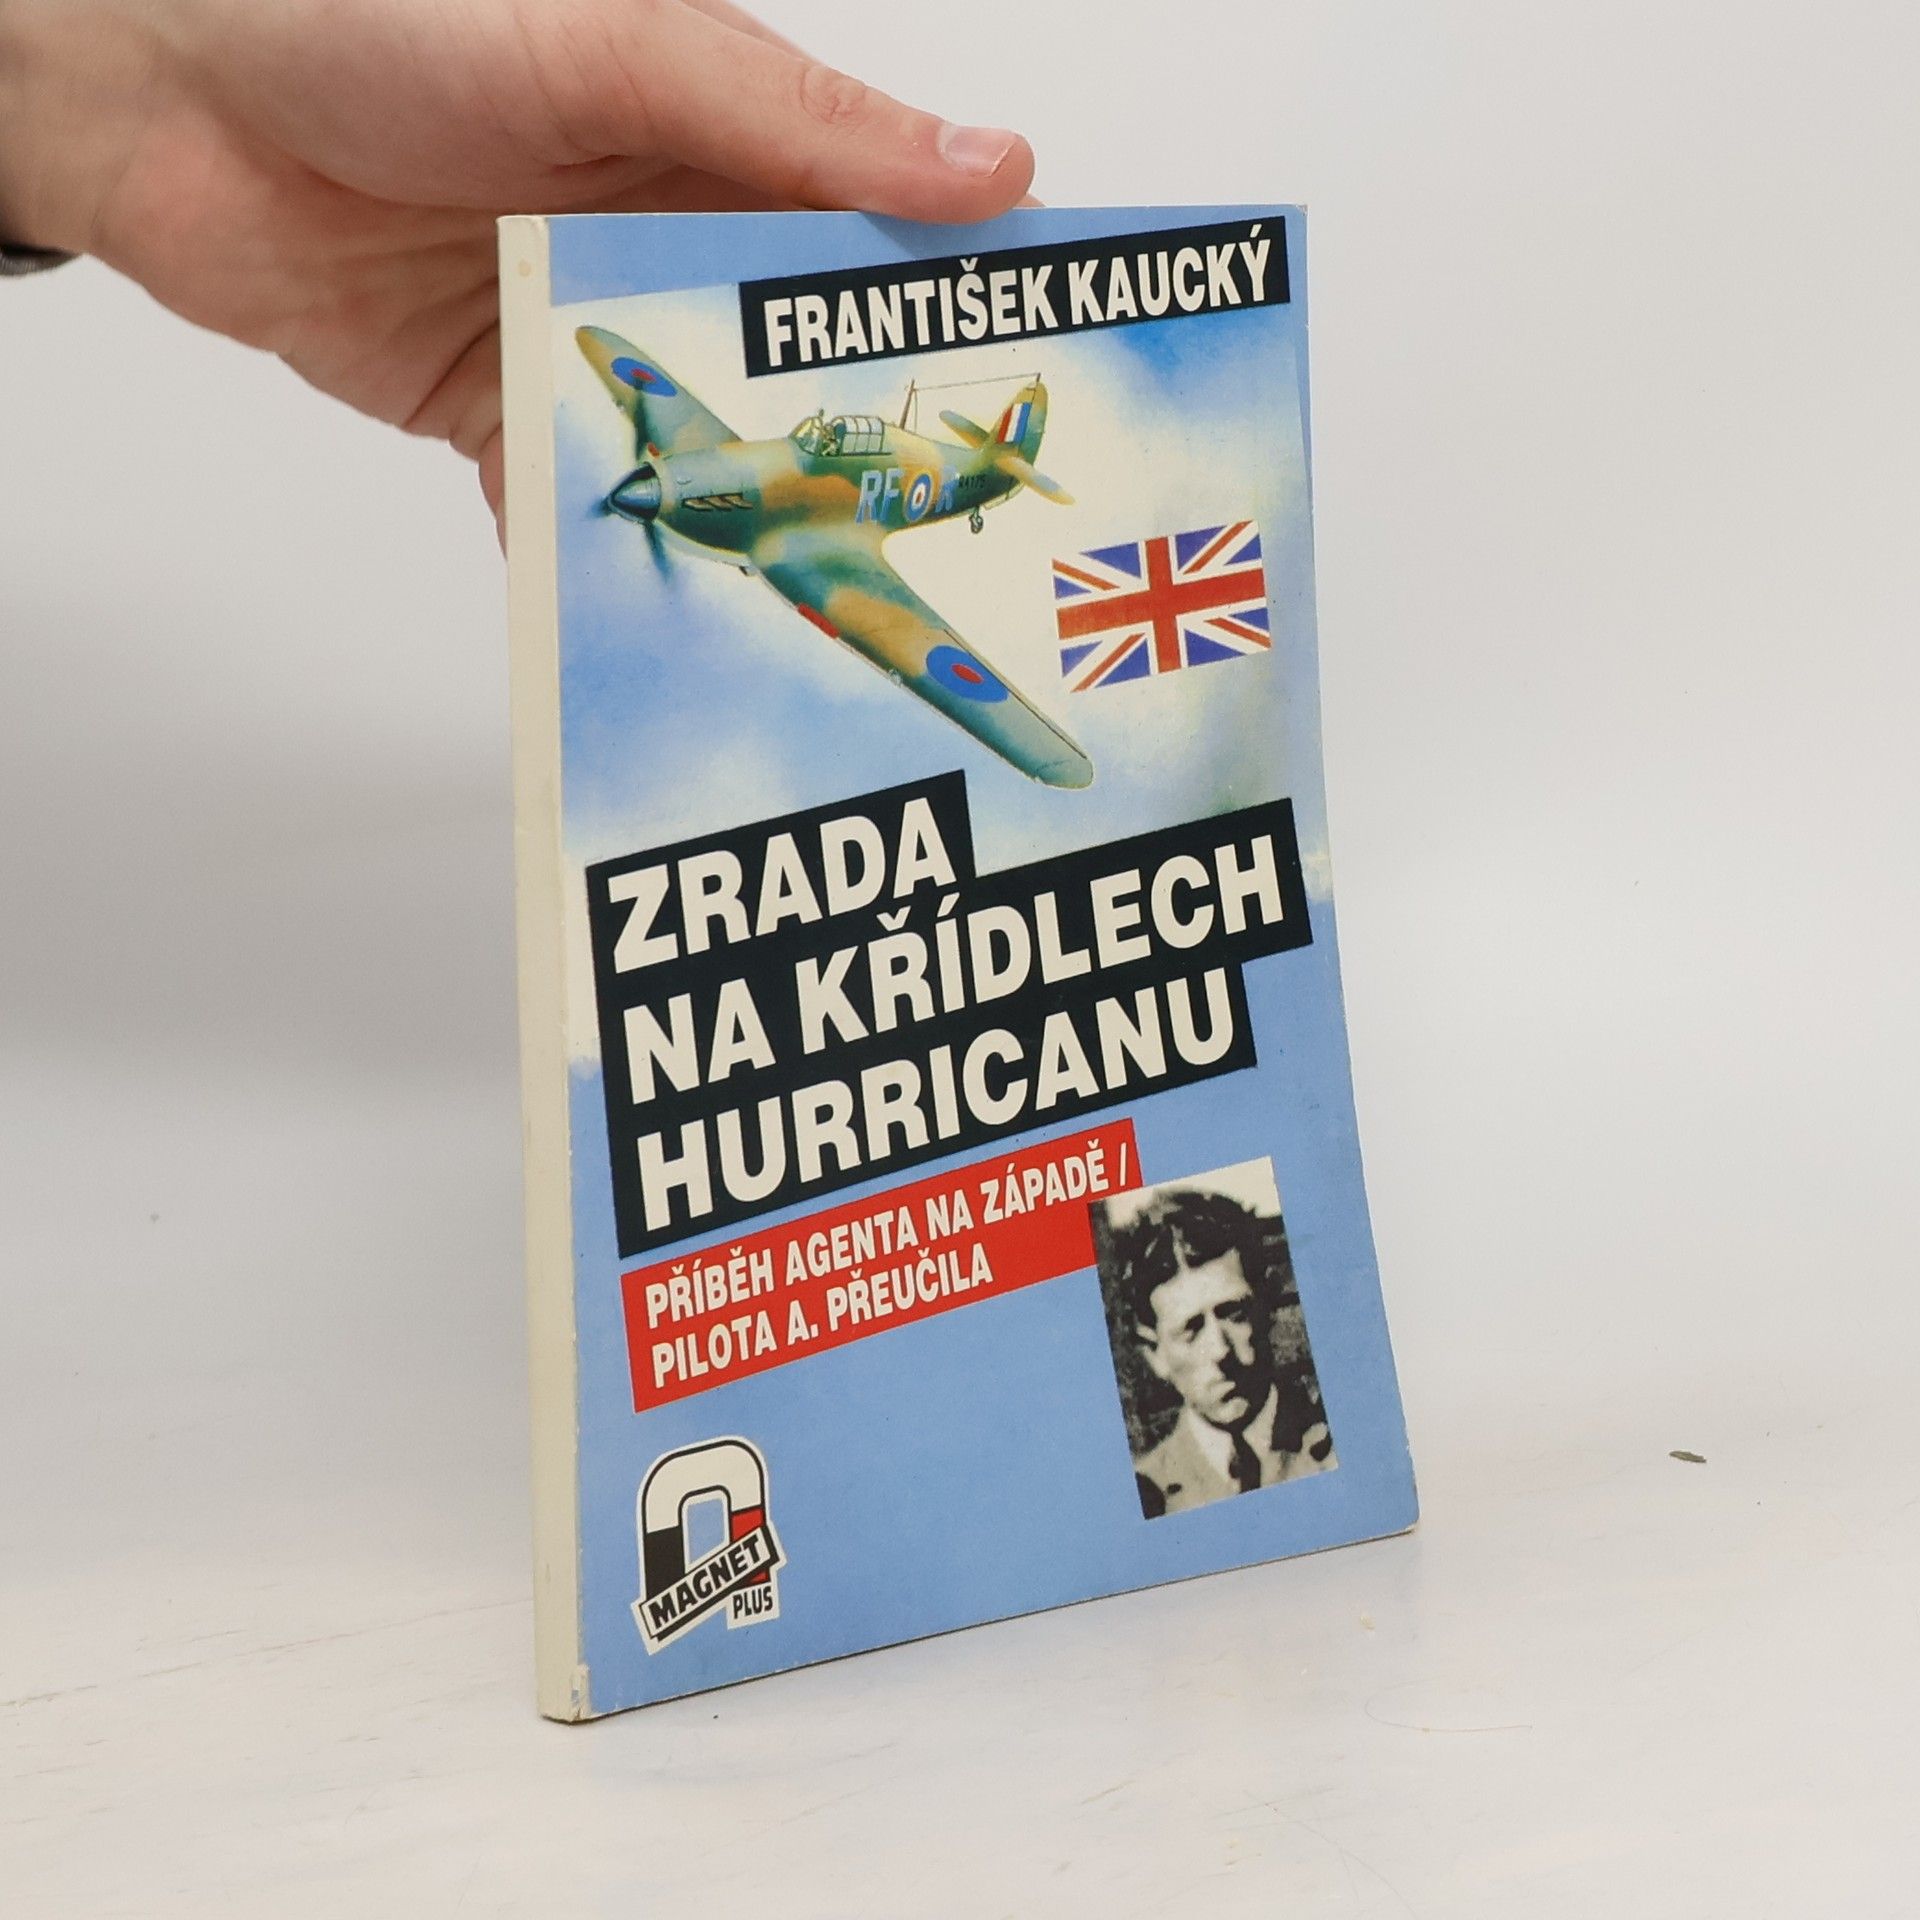 FRANTIŠEK KAUCKÝ
RF R
ZRADA
NA KŘÍDLECH
HURRICANU
PŘÍBĚH AGENTA NA ZÁPADĚ /
PILOTA A. PŘEUČILA
MAGNET
PLUS